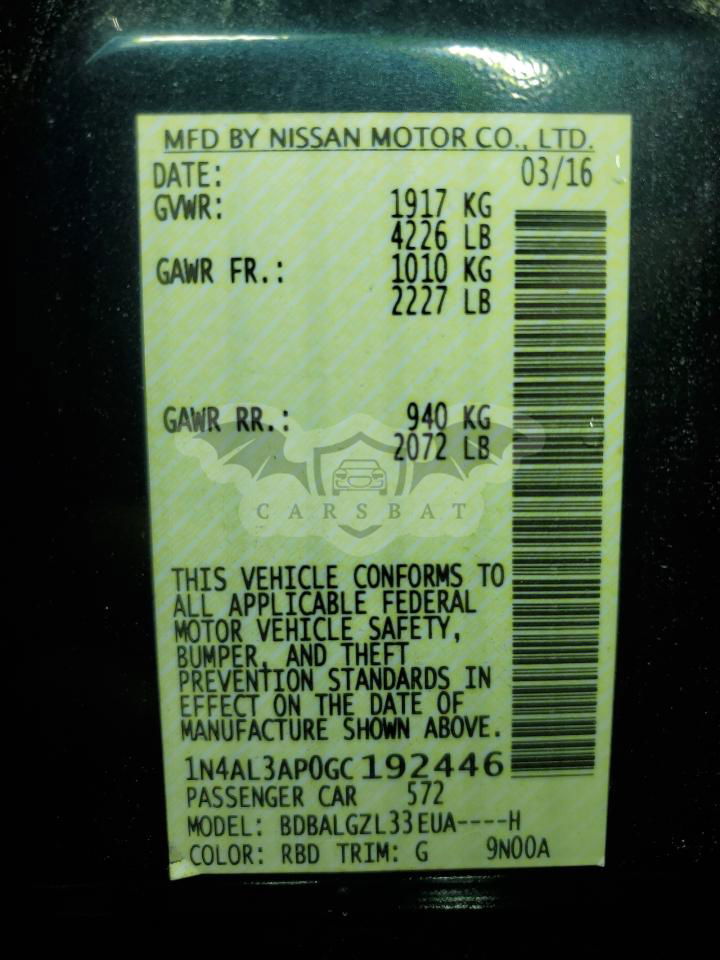 MFD BY NISSAN MOTOR CO., LTD.
DATE: 03/16
GVWR: 1917 KG
4226 LB
GAWR FR.: 1010 KG
2227 LB
GAWR RR.: 940 KG
2072 LB
CARSBAT
THIS VEHICLE CONFORMS TO
ALL APPLICABLE FEDERAL
MOTOR VEHICLE SAFETY,
BUMPER, AND THEFT
PREVENTION STANDARDS IN
EFFECT ON THE DATE OF
MANUFACTURE SHOWN ABOVE.
1N4AL3AP0GC192446
PASSENGER CAR 572
MODEL: BDBALGZL33EUA----H
COLOR: RBD TRIM: G 9N00A